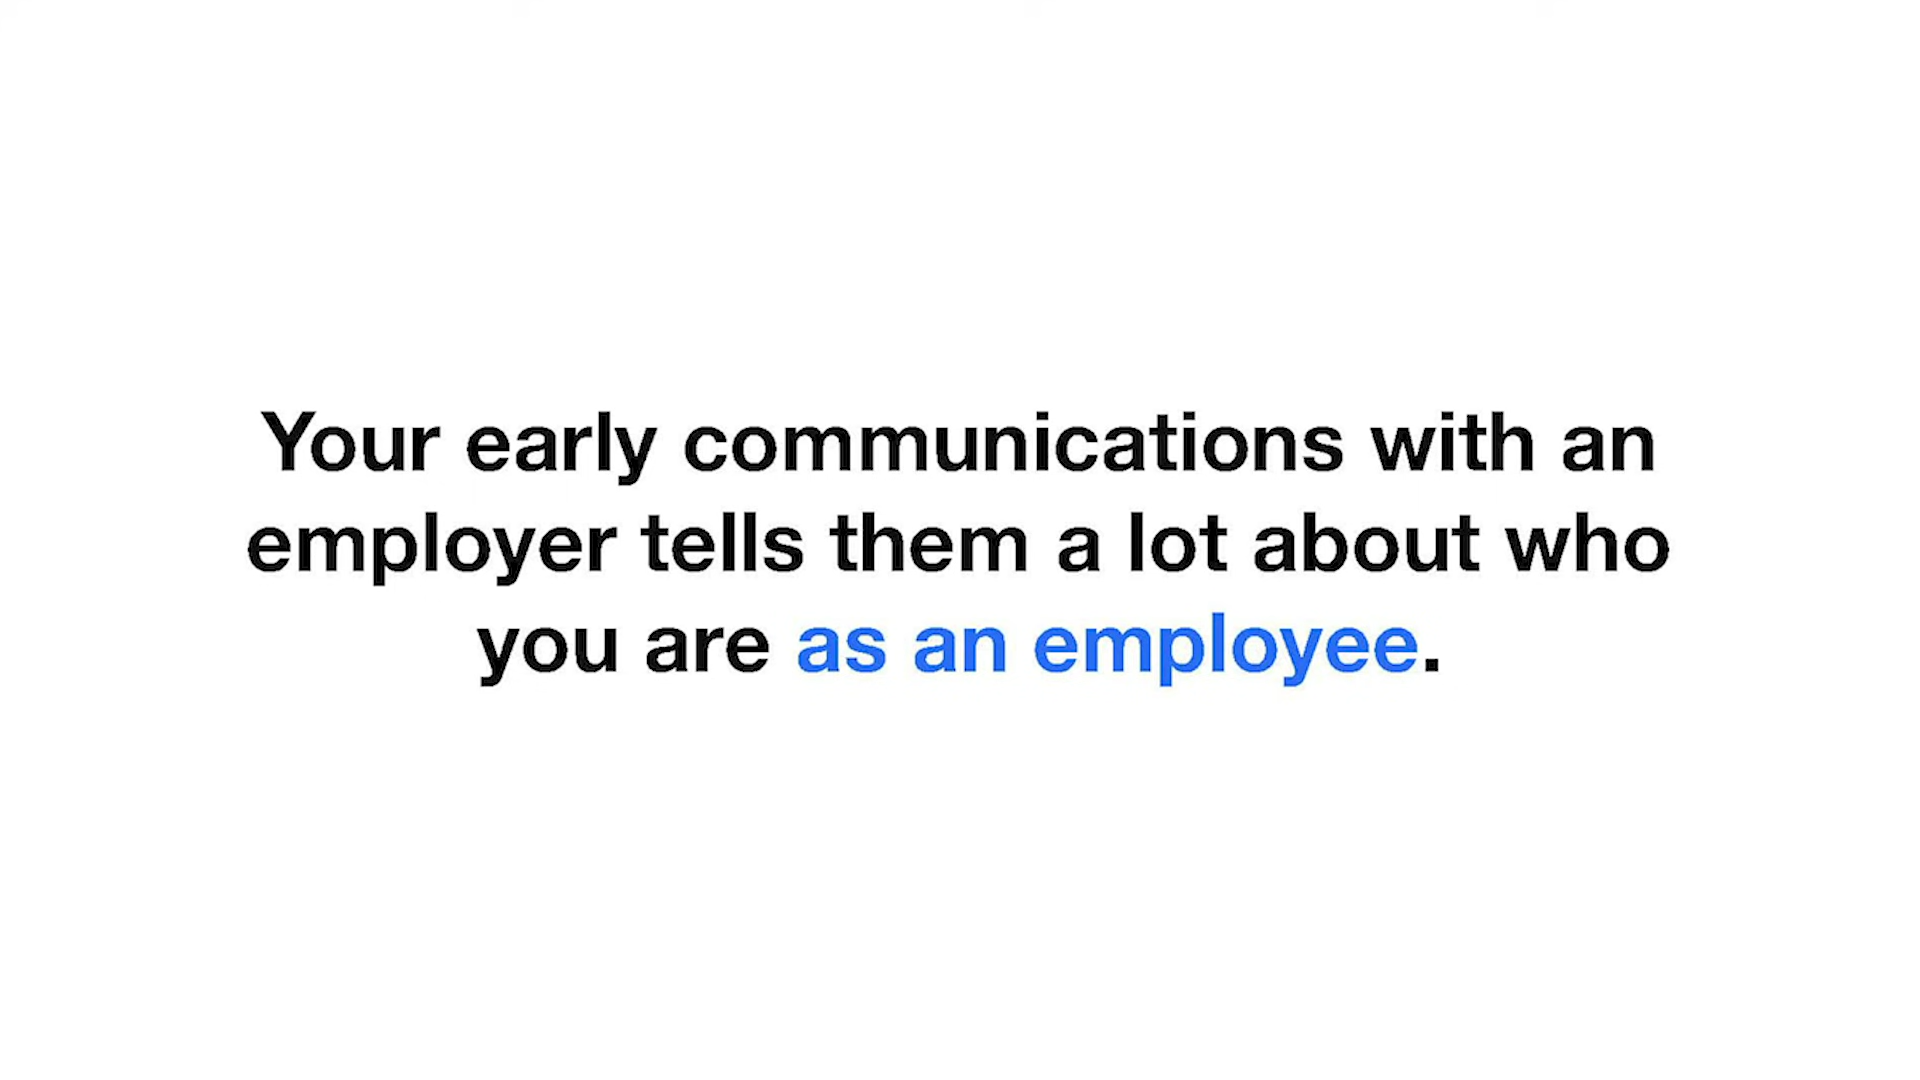 Your early communications with an
employer tells them a lot about who
you are as an employee.